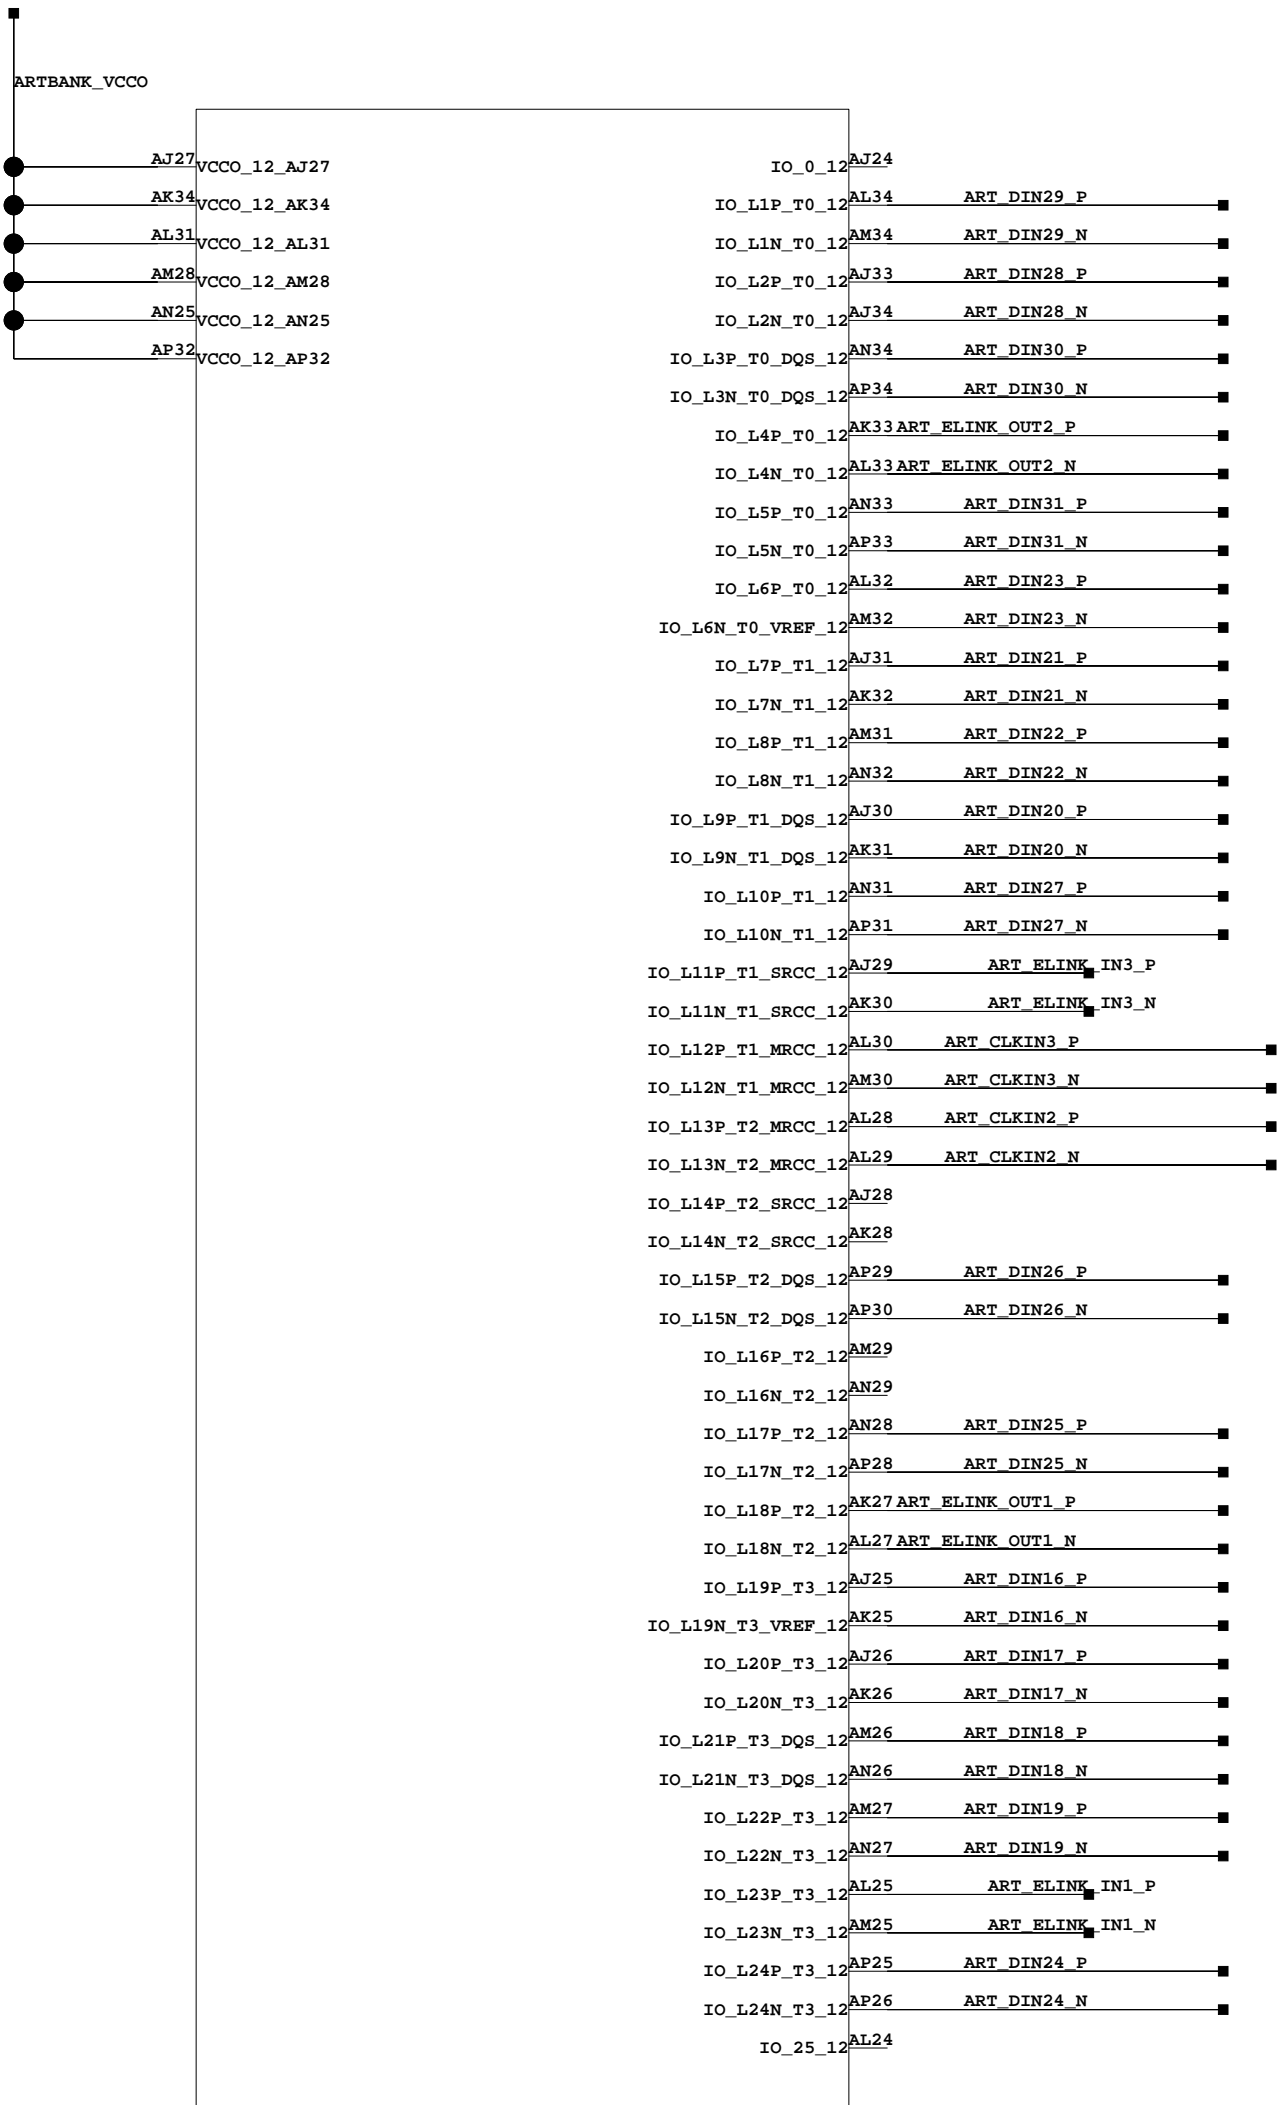 ARTBANK_VCCO
AJ27 VCCO_12_AJ27 IO_0_12 AJ24
AK34 VCCO_12_AK34 IO_L1P_T0_12 AL34 ART_DIN29_P
AL31 VCCO_12_AL31 IO_L1N_T0_12 AM34 ART_DIN29_N
AM28 VCCO_12_AM28 IO_L2P_T0_12 AJ33 ART_DIN28_P
AN25 VCCO_12_AN25 IO_L2N_T0_12 AJ34 ART_DIN28_N
AP32 VCCO_12_AP32 IO_L3P_T0_DQS_12 AN34 ART_DIN30_P
IO_L3N_T0_DQS_12 AP34 ART_DIN30_N
IO_L4P_T0_12 AK33 ART_ELINK_OUT2_P
IO_L4N_T0_12 AL33 ART_ELINK_OUT2_N
IO_L5P_T0_12 AN33 ART_DIN31_P
IO_L5N_T0_12 AP33 ART_DIN31_N
IO_L6P_T0_12 AL32 ART_DIN23_P
IO_L6N_T0_VREF_12 AM32 ART_DIN23_N
IO_L7P_T1_12 AJ31 ART_DIN21_P
IO_L7N_T1_12 AK32 ART_DIN21_N
IO_L8P_T1_12 AM31 ART_DIN22_P
IO_L8N_T1_12 AN32 ART_DIN22_N
IO_L9P_T1_DQS_12 AJ30 ART_DIN20_P
IO_L9N_T1_DQS_12 AK31 ART_DIN20_N
IO_L10P_T1_12 AN31 ART_DIN27_P
IO_L10N_T1_12 AP31 ART_DIN27_N
IO_L11P_T1_SRCC_12 AJ29 ART_ELINK_IN3_P
IO_L11N_T1_SRCC_12 AK30 ART_ELINK_IN3_N
IO_L12P_T1_MRCC_12 AL30 ART_CLKIN3_P
IO_L12N_T1_MRCC_12 AM30 ART_CLKIN3_N
IO_L13P_T2_MRCC_12 AL28 ART_CLKIN2_P
IO_L13N_T2_MRCC_12 AL29 ART_CLKIN2_N
IO_L14P_T2_SRCC_12 AJ28
IO_L14N_T2_SRCC_12 AK28
IO_L15P_T2_DQS_12 AP29 ART_DIN26_P
IO_L15N_T2_DQS_12 AP30 ART_DIN26_N
IO_L16P_T2_12 AM29
IO_L16N_T2_12 AN29
IO_L17P_T2_12 AN28 ART_DIN25_P
IO_L17N_T2_12 AP28 ART_DIN25_N
IO_L18P_T2_12 AK27 ART_ELINK_OUT1_P
IO_L18N_T2_12 AL27 ART_ELINK_OUT1_N
IO_L19P_T3_12 AJ25 ART_DIN16_P
IO_L19N_T3_VREF_12 AK25 ART_DIN16_N
IO_L20P_T3_12 AJ26 ART_DIN17_P
IO_L20N_T3_12 AK26 ART_DIN17_N
IO_L21P_T3_DQS_12 AM26 ART_DIN18_P
IO_L21N_T3_DQS_12 AN26 ART_DIN18_N
IO_L22P_T3_12 AM27 ART_DIN19_P
IO_L22N_T3_12 AN27 ART_DIN19_N
IO_L23P_T3_12 AL25 ART_ELINK_IN1_P
IO_L23N_T3_12 AM25 ART_ELINK_IN1_N
IO_L24P_T3_12 AP25 ART_DIN24_P
IO_L24N_T3_12 AP26 ART_DIN24_N
IO_25_12 AL24